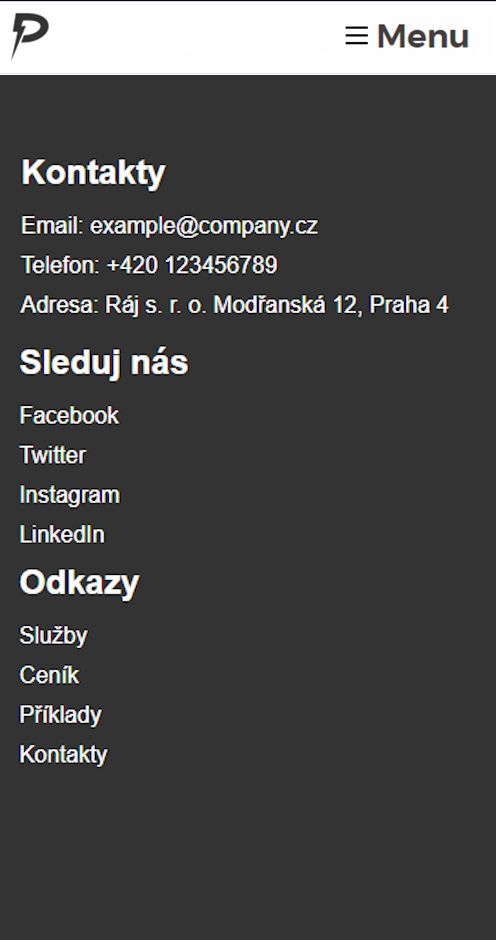 Menu
Kontakty
Email: example@company.cz
Telefon: +420 123456789
Adresa: Ráj s. r. o. Modřanská 12, Praha 4
Sleduj nás
Facebook
Twitter
Instagram
LinkedIn
Odkazy
Služby
Ceník
Příklady
Kontakty